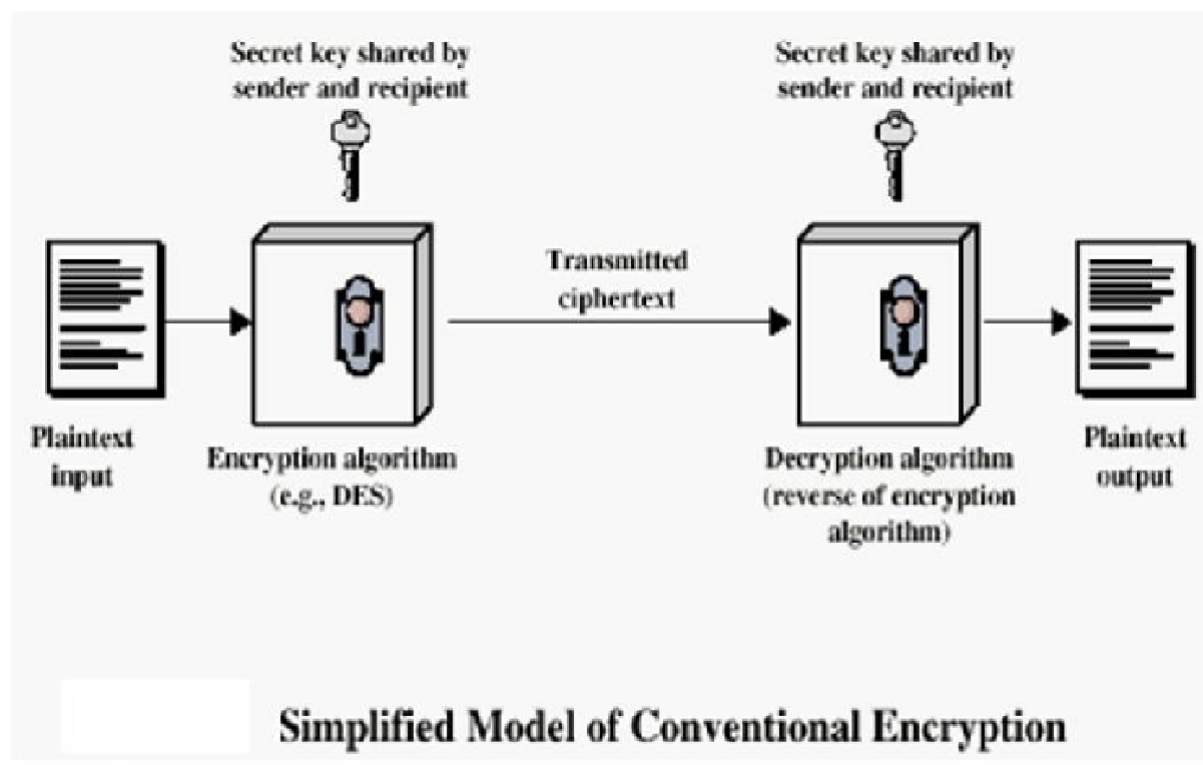 Secret key shared by
sender and recipient
Secret key shared by
sender and recipient
Transmitted
ciphertext
Plaintext
input
Encryption algorithm
(e.g., DES)
Decryption algorithm
(reverse of encryption
algorithm)
Plaintext
output
Simplified Model of Conventional Encryption